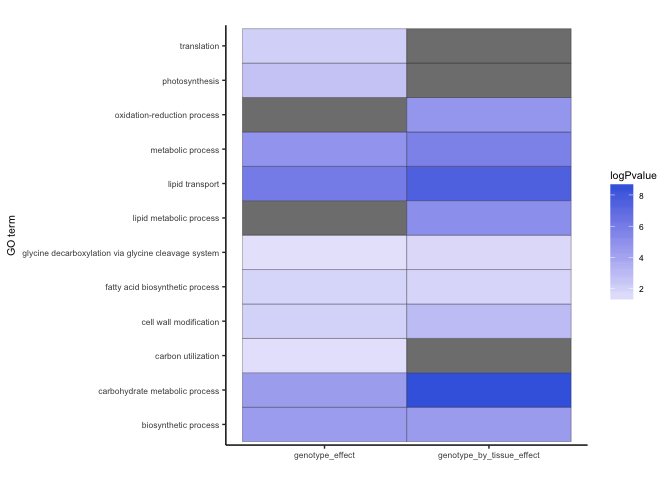 translation
photosynthesis
oxidation-reduction process
metabolic process
lipid transport
lipid metabolic process
glycine decarboxylation via glycine cleavage system
fatty acid biosynthetic process
cell wall modification
carbon utilization
carbohydrate metabolic process
biosynthetic process
GO term
genotype_effect
genotype_by_tissue_effect
logPvalue
8
6
4
2